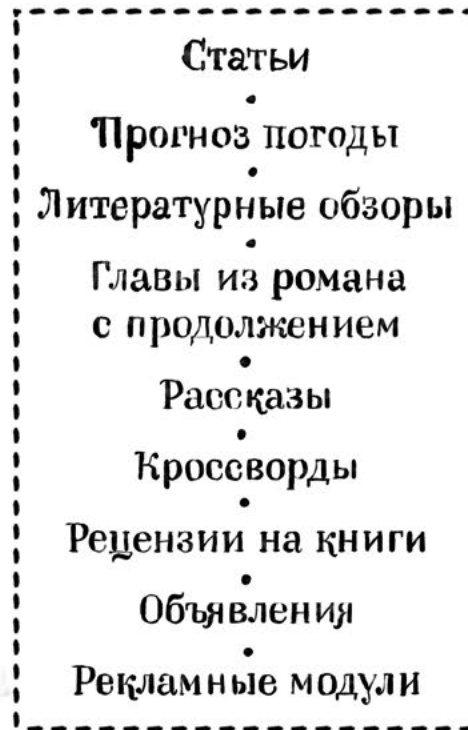 Статьи
Прогноз погоды
Литературные обзоры
Главы из романа
с продолжением
Рассказы
Кроссворды
Рецензии на книги
Объявления
Рекламные модули